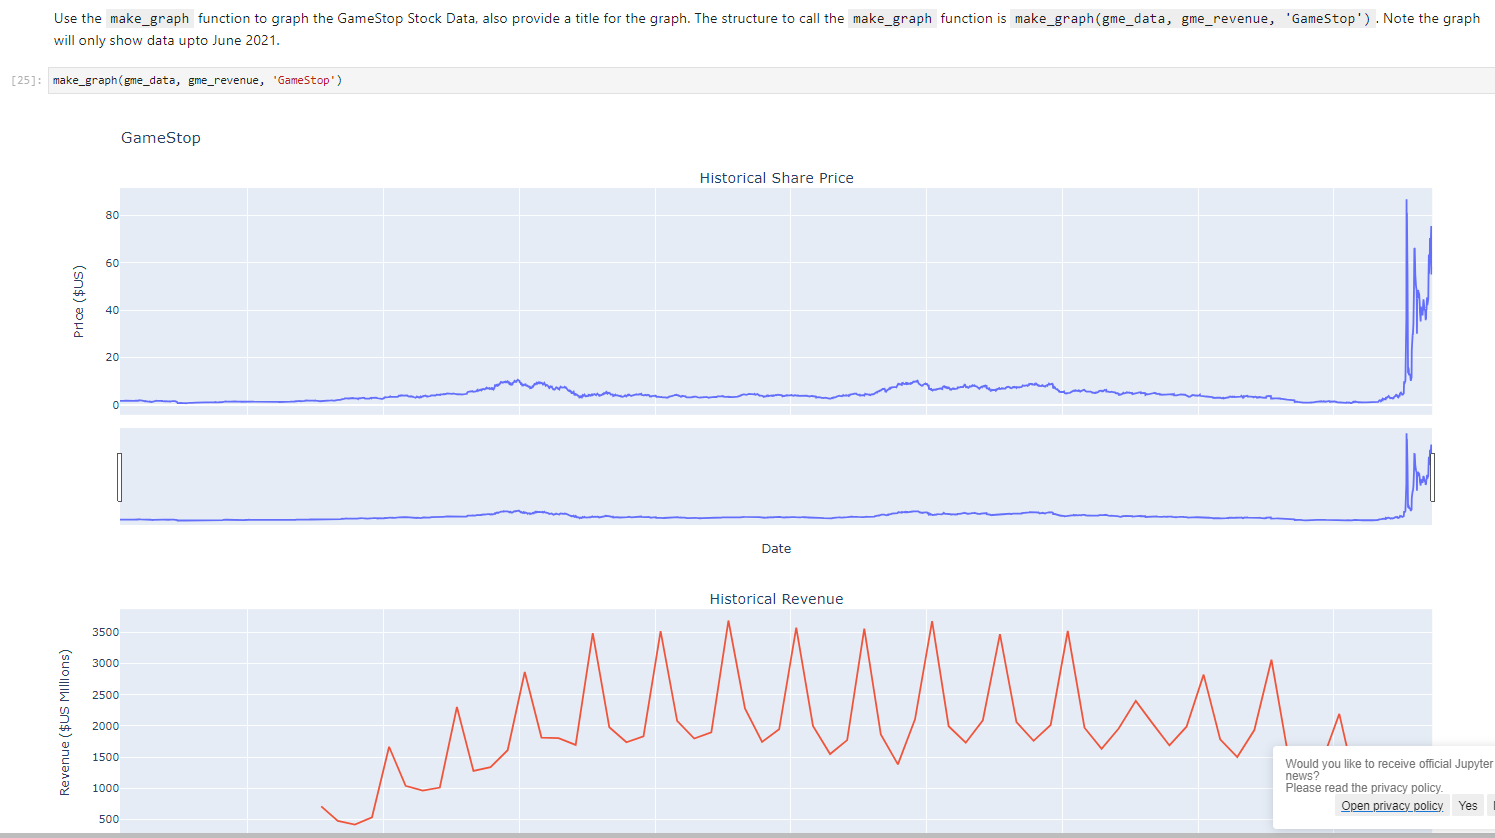 Use the make_graph function to graph the GameStop Stock Data, also provide a title for the graph. The structure to call the make_graph function is make_graph(gme_data, gme_revenue, 'GameStop'). Note the graph
will only show data upto June 2021.
[25]: make_graph(gme_data, gme_revenue, 'GameStop')
GameStop
Historical Share Price
80
60
40
20
0
Price ($US)
Date
Historical Revenue
3500
3000
2500
2000
1500
1000
500
Revenue ($US Millions)
Would you like to receive official Jupyter
news?
Please read the privacy policy.
Open privacy policy Yes